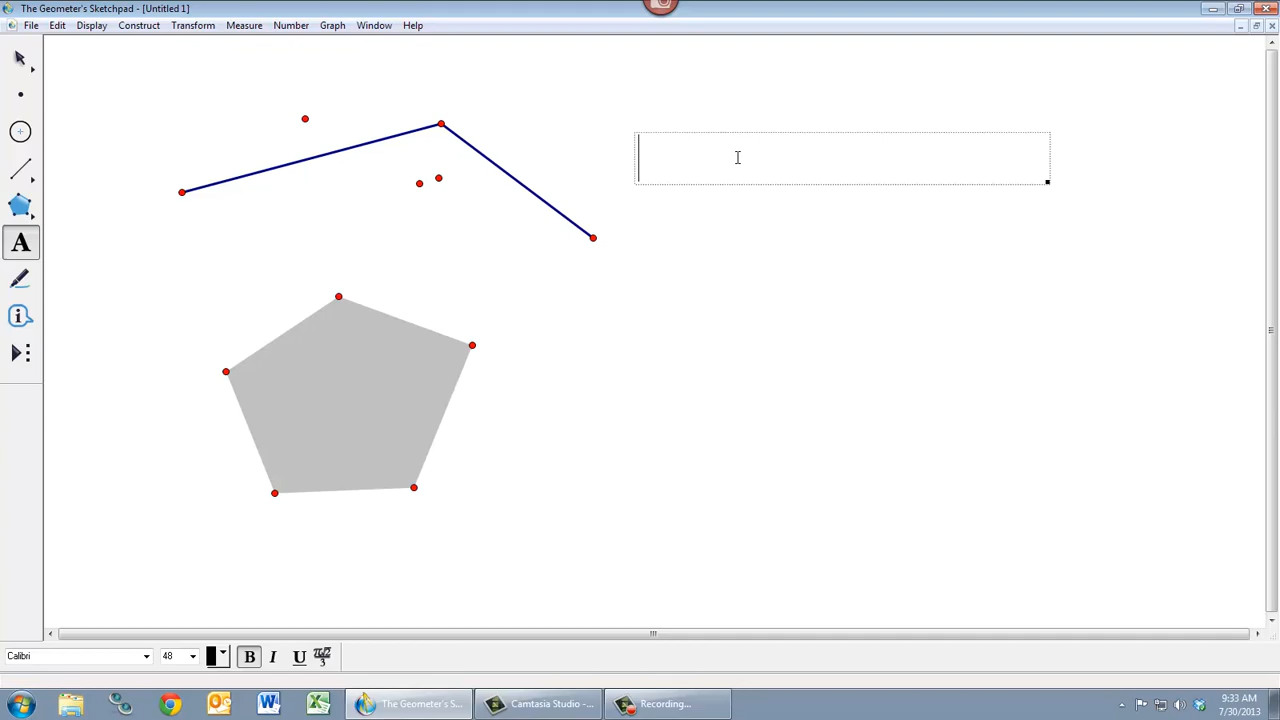 The Geometer's Sketchpad - [Untitled 1]
File Edit Display Construct Transform Measure Number Graph Window Help
A
Calibri 48 B I U
The Geometer's S... Camtasia Studio -... Recording...
9:33 AM
7/30/2013